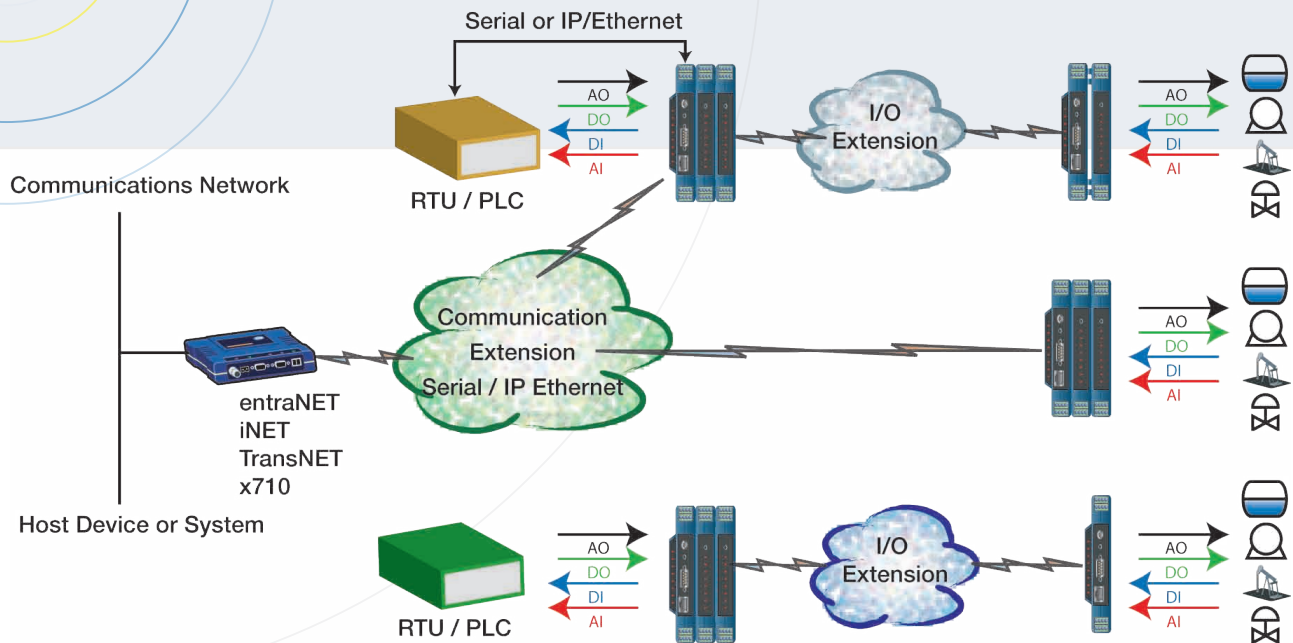 Serial or IP/Ethernet
AO
DO
DI
AI
RTU / PLC
I/O
Extension
AO
DO
DI
AI
Communications Network
Communication
Extension
Serial / IP Ethernet
entraNET
iNET
TransNET
x710
AO
DO
DI
AI
Host Device or System
AO
DO
DI
AI
RTU / PLC
I/O
Extension
AO
DO
DI
AI